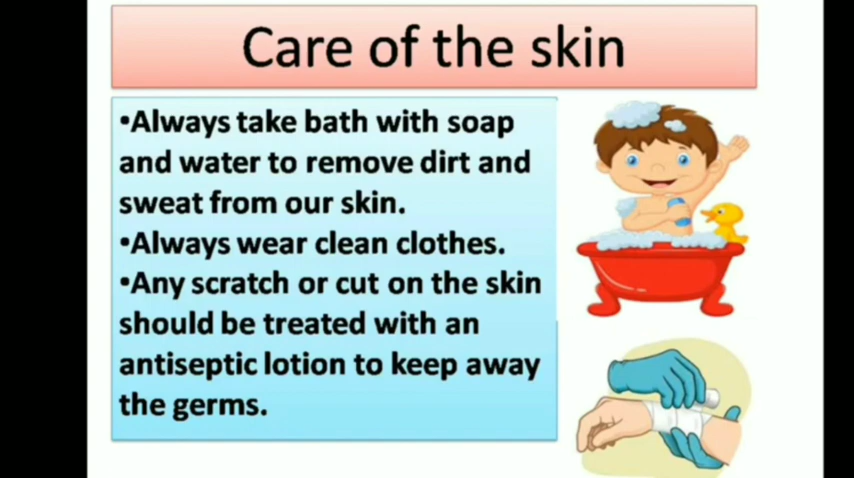 Care of the skin
•Always take bath with soap
and water to remove dirt and
sweat from our skin.
•Always wear clean clothes.
•Any scratch or cut on the skin
should be treated with an
antiseptic lotion to keep away
the germs.